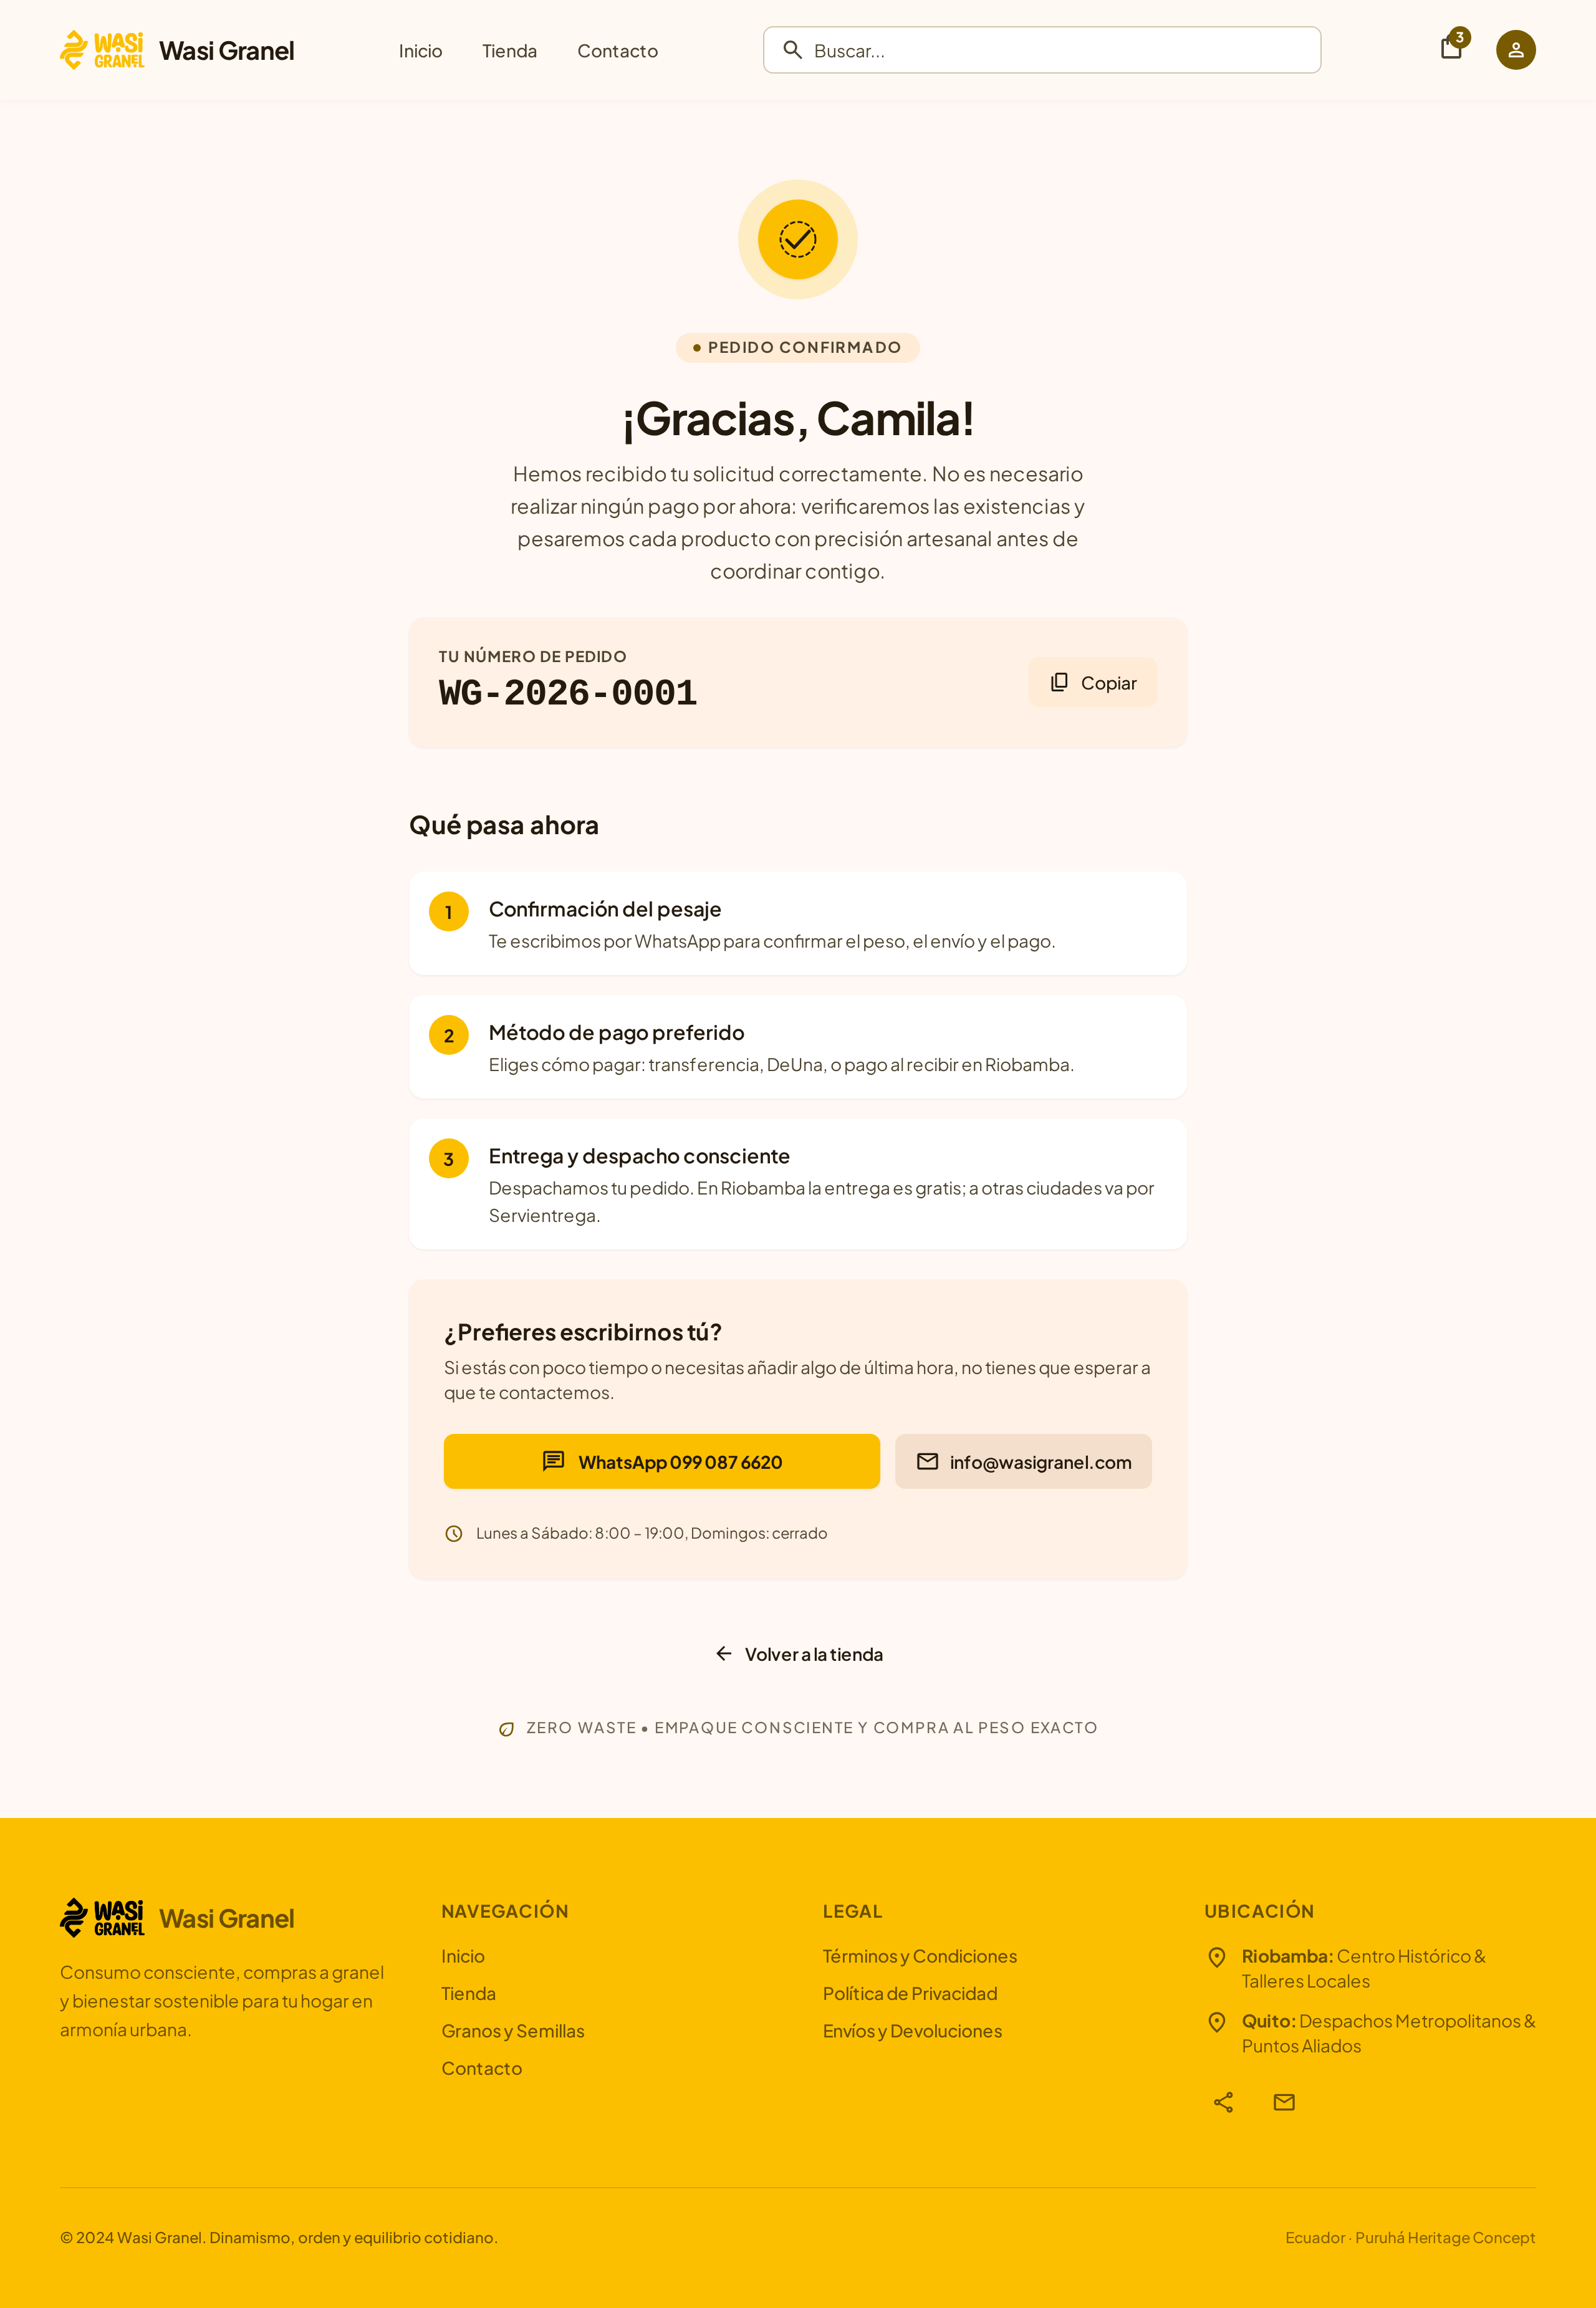 WASI GRANEL
Wasi Granel
Inicio
Tienda
Contacto
Buscar...
3
PEDIDO CONFIRMADO
¡Gracias, Camila!
Hemos recibido tu solicitud correctamente. No es necesario
realizar ningún pago por ahora: verificaremos las existencias y
pesaremos cada producto con precisión artesanal antes de
coordinar contigo.
TU NÚMERO DE PEDIDO
WG-2026-0001
Copiar
Qué pasa ahora
1
Confirmación del pesaje
Te escribimos por WhatsApp para confirmar el peso, el envío y el pago.
2
Método de pago preferido
Eliges cómo pagar: transferencia, DeUna, o pago al recibir en Riobamba.
3
Entrega y despacho consciente
Despachamos tu pedido. En Riobamba la entrega es gratis; a otras ciudades va por
Servientrega.
¿Prefieres escribirnos tú?
Si estás con poco tiempo o necesitas añadir algo de última hora, no tienes que esperar a
que te contactemos.
WhatsApp 099 087 6620
info@wasigranel.com
Lunes a Sábado: 8:00 – 19:00, Domingos: cerrado
Volver a la tienda
ZERO WASTE • EMPAQUE CONSCIENTE Y COMPRA AL PESO EXACTO
WASI GRANEL
Wasi Granel
Consumo consciente, compras a granel
y bienestar sostenible para tu hogar en
armonía urbana.
NAVEGACIÓN
Inicio
Tienda
Granos y Semillas
Contacto
LEGAL
Términos y Condiciones
Política de Privacidad
Envíos y Devoluciones
UBICACIÓN
Riobamba: Centro Histórico &
Talleres Locales
Quito: Despachos Metropolitanos &
Puntos Aliados
© 2024 Wasi Granel. Dinamismo, orden y equilibrio cotidiano.
Ecuador · Puruhá Heritage Concept